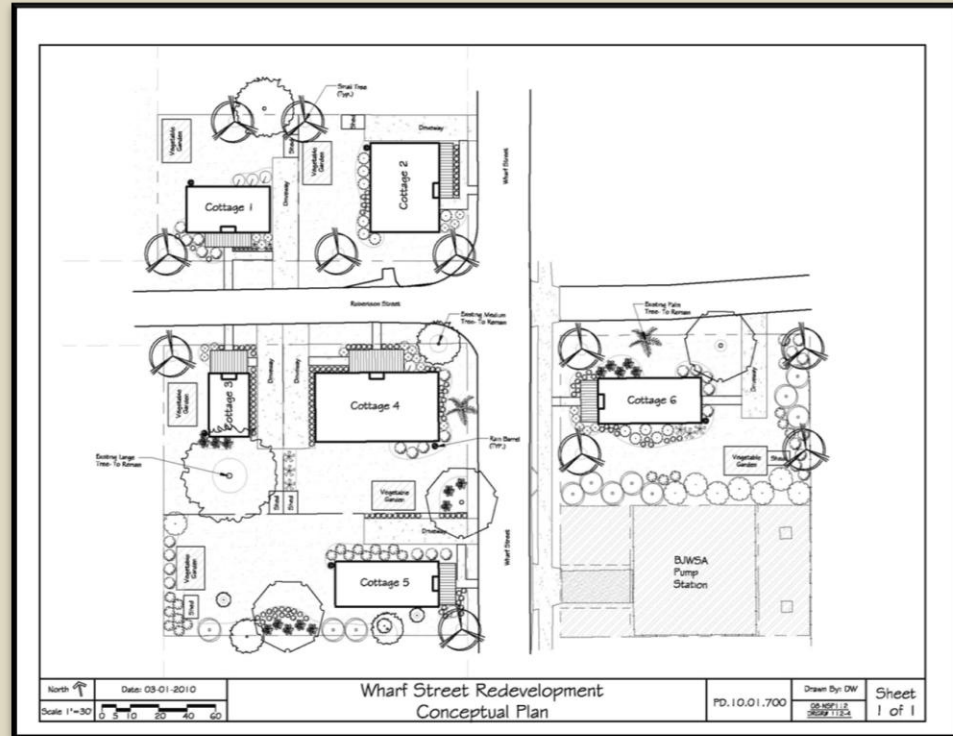 Small Tree
(Typ.)
Shed
Driveway
Vegetable
Garden
Shed
Vegetable
Garden
Cottage 2
Wharf Street
Driveway
Cottage 1
Robertson Street
Existing Palm
Tree- To Remain
Existing Medium
Tree- To Remain
Driveway
Driveway
Driveway
Cottage 3
Vegetable
Garden
Cottage 4
Cottage 6
Rain Barrel
(TYP.)
Existing Large
Tree- To Remain
Vegetable
Garden
Shed
Shed
Shed
Vegetable
Garden
Driveway
Wharf Street
Vegetable
Garden
Cottage 5
Shed
BJWSA
Pump
Station
North
Date: 03-01-2010
Scale 1"=30'
0 5 10 20 40 60
Wharf Street Redevelopment
Conceptual Plan
PD.10.01.700
Drawn By: DW
Sheet
1 of 1